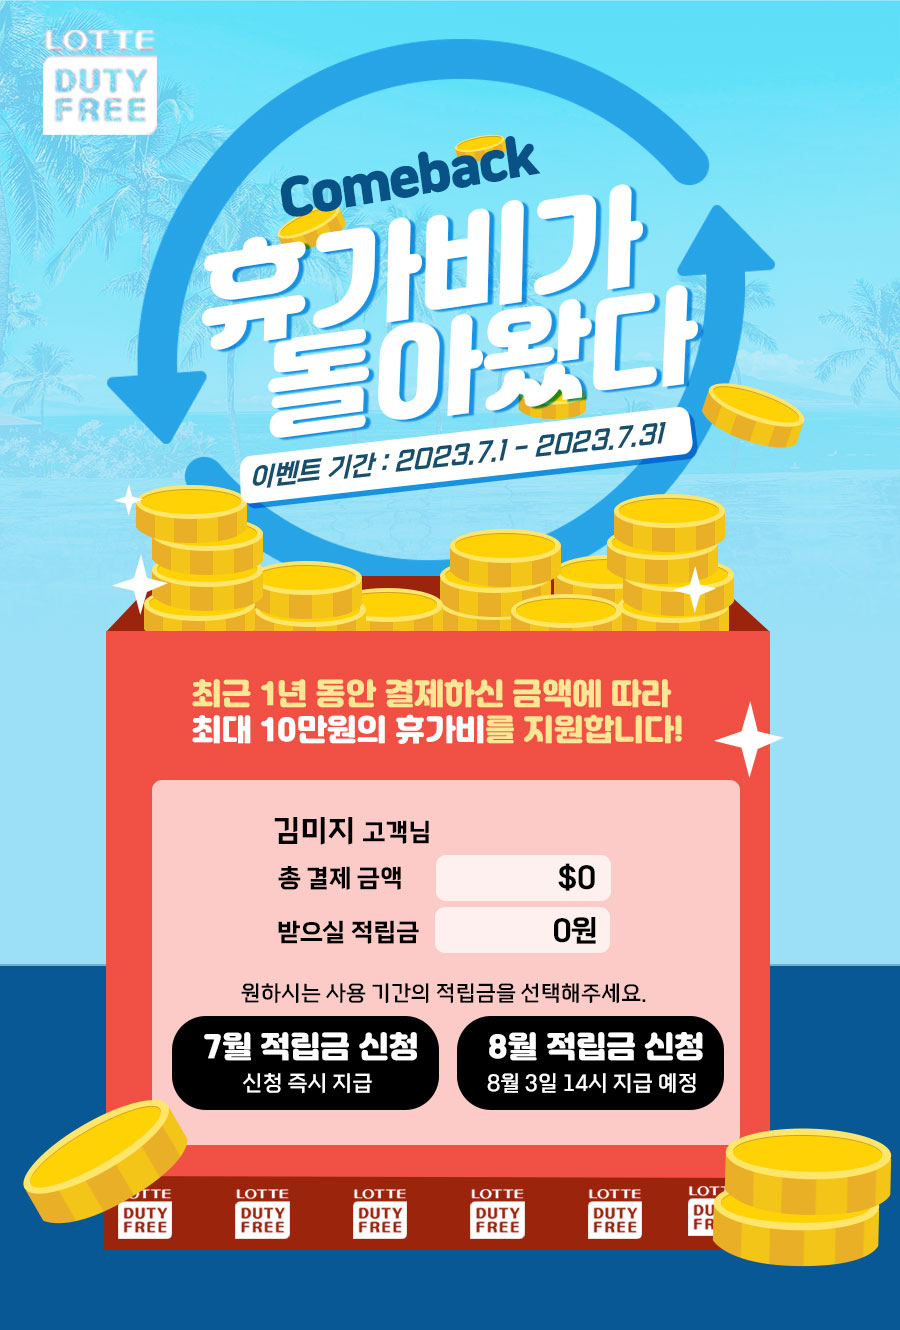 LOTTE
DUTY
FREE
Comeback
휴가비가
돌아왔다
이벤트 기간 : 2023.7.1 - 2023.7.31
최근 1년 동안 결제하신 금액에 따라
최대 10만원의 휴가비를 지원합니다!
김미지 고객님
총 결제 금액 $0
받으실 적립금 0원
원하시는 사용 기간의 적립금을 선택해주세요.
7월 적립금 신청 8월 적립금 신청
신청 즉시 지급 8월 3일 14시 지급 예정
LOTTE LOTTE LOTTE LOTTE LOTTE LOTT
DUTY DUTY DUTY DUTY DUTY DU
FREE FREE FREE FREE FREE FR